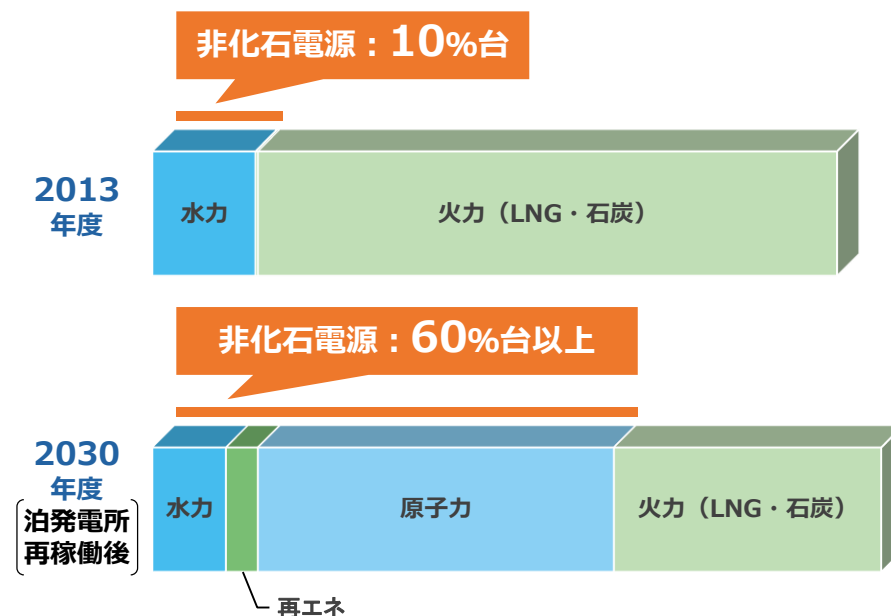 非化石電源：10%台
2013
年度
水力
火力（LNG・石炭）
非化石電源：60%台以上
2030
年度
泊発電所
再稼働後
水力
原子力
火力（LNG・石炭）
再エネ